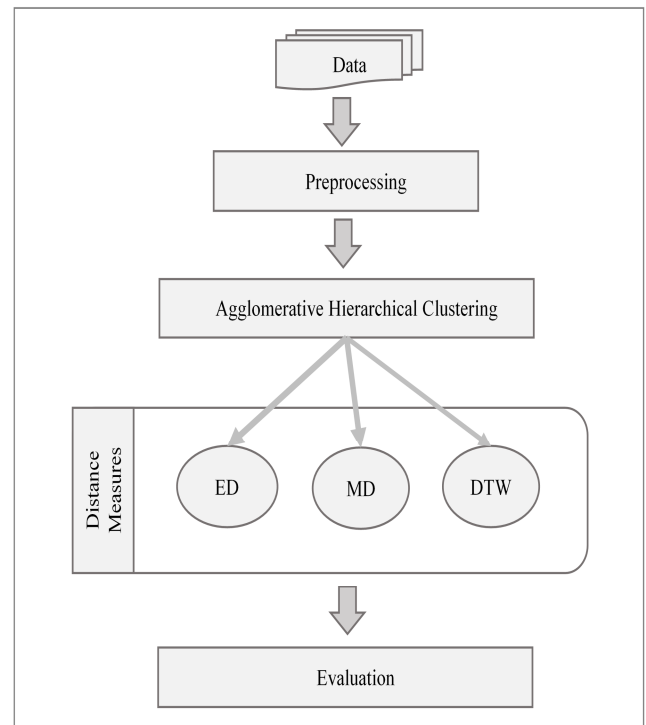 Data
Preprocessing
Agglomerative Hierarchical Clustering
Distance
Measures
ED
MD
DTW
Evaluation